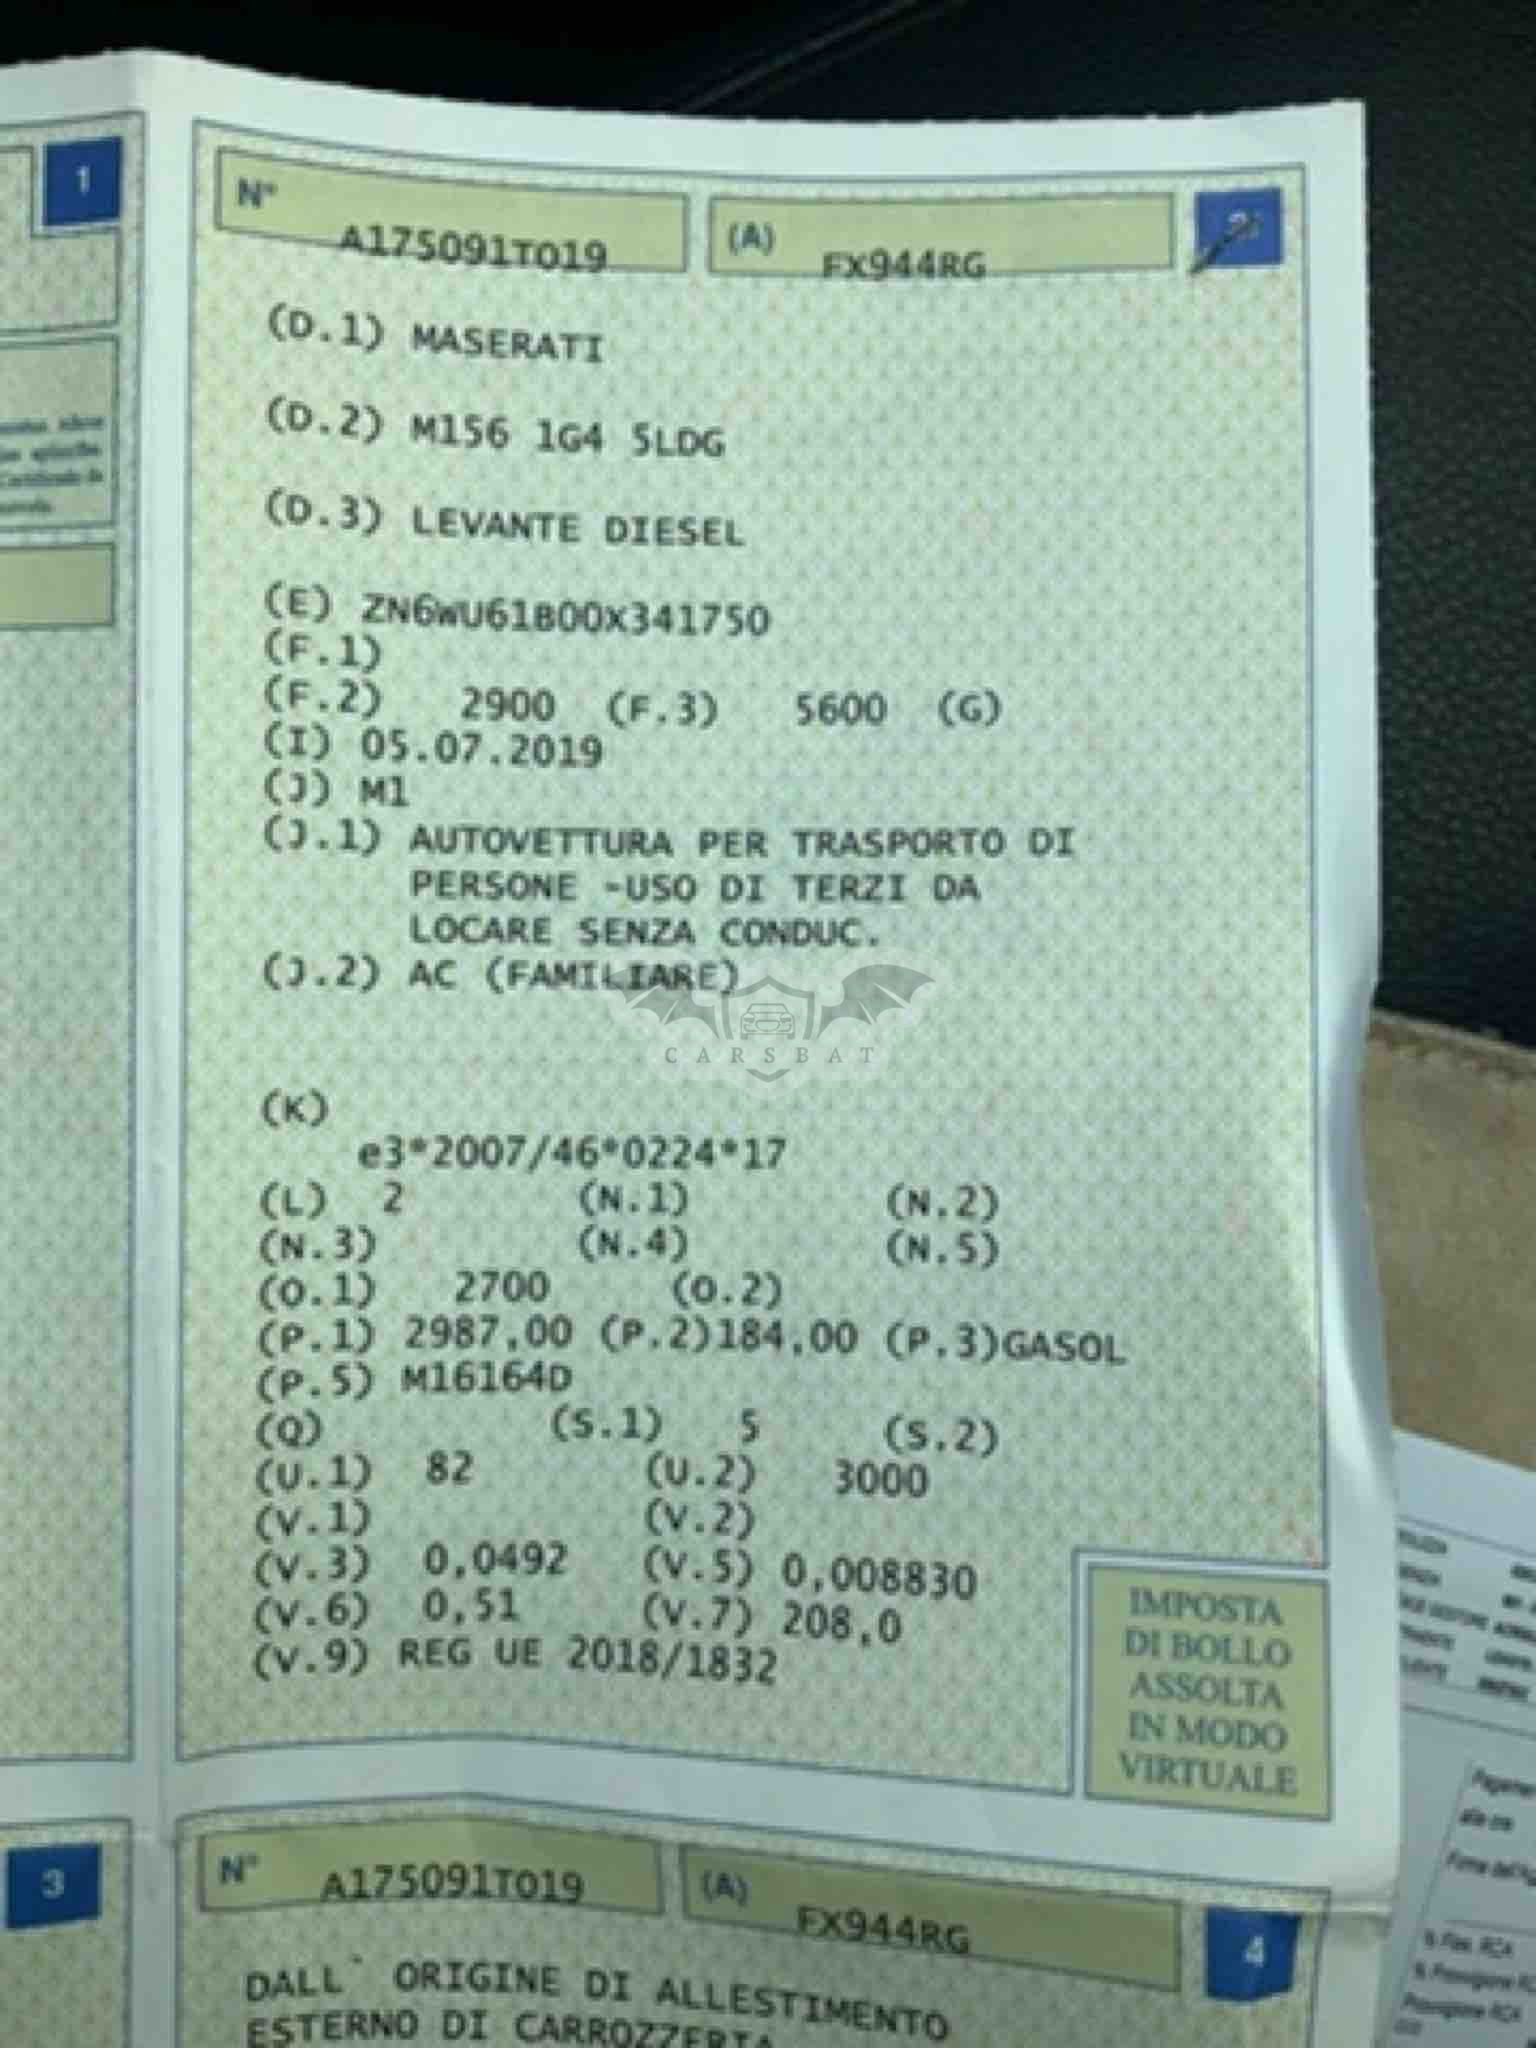 1
N° A175091TO19 (A) FX944RG
(D.1) MASERATI
(D.2) M156 1G4 5LDG
(D.3) LEVANTE DIESEL
(E) ZN6WU61B00X341750
(F.1)
(F.2) 2900 (F.3) 5600 (G)
(I) 05.07.2019
(J) M1
(J.1) AUTOVETTURA PER TRASPORTO DI
PERSONE -USO DI TERZI DA
LOCARE SENZA CONDUC.
(J.2) AC (FAMILIARE)
CARSBAT
(K)
e3*2007/46*0224*17
(L) 2 (N.1) (N.2)
(N.3) (N.4) (N.5)
(O.1) 2700 (O.2)
(P.1) 2987,00 (P.2)184,00 (P.3)GASOL
(P.5) M16164D
(Q) (S.1) 5 (S.2)
(U.1) 82 (U.2) 3000
(V.1) (V.2)
(V.3) 0,0492 (V.5) 0,008830
(V.6) 0,51 (V.7) 208,0
(V.9) REG UE 2018/1832
IMPOSTA
DI BOLLO
ASSOLTA
IN MODO
VIRTUALE
3
N° A175091TO19 (A) FX944RG 4
DALL` ORIGINE DI ALLESTIMENTO
ESTERNO DI CARROZZERIA